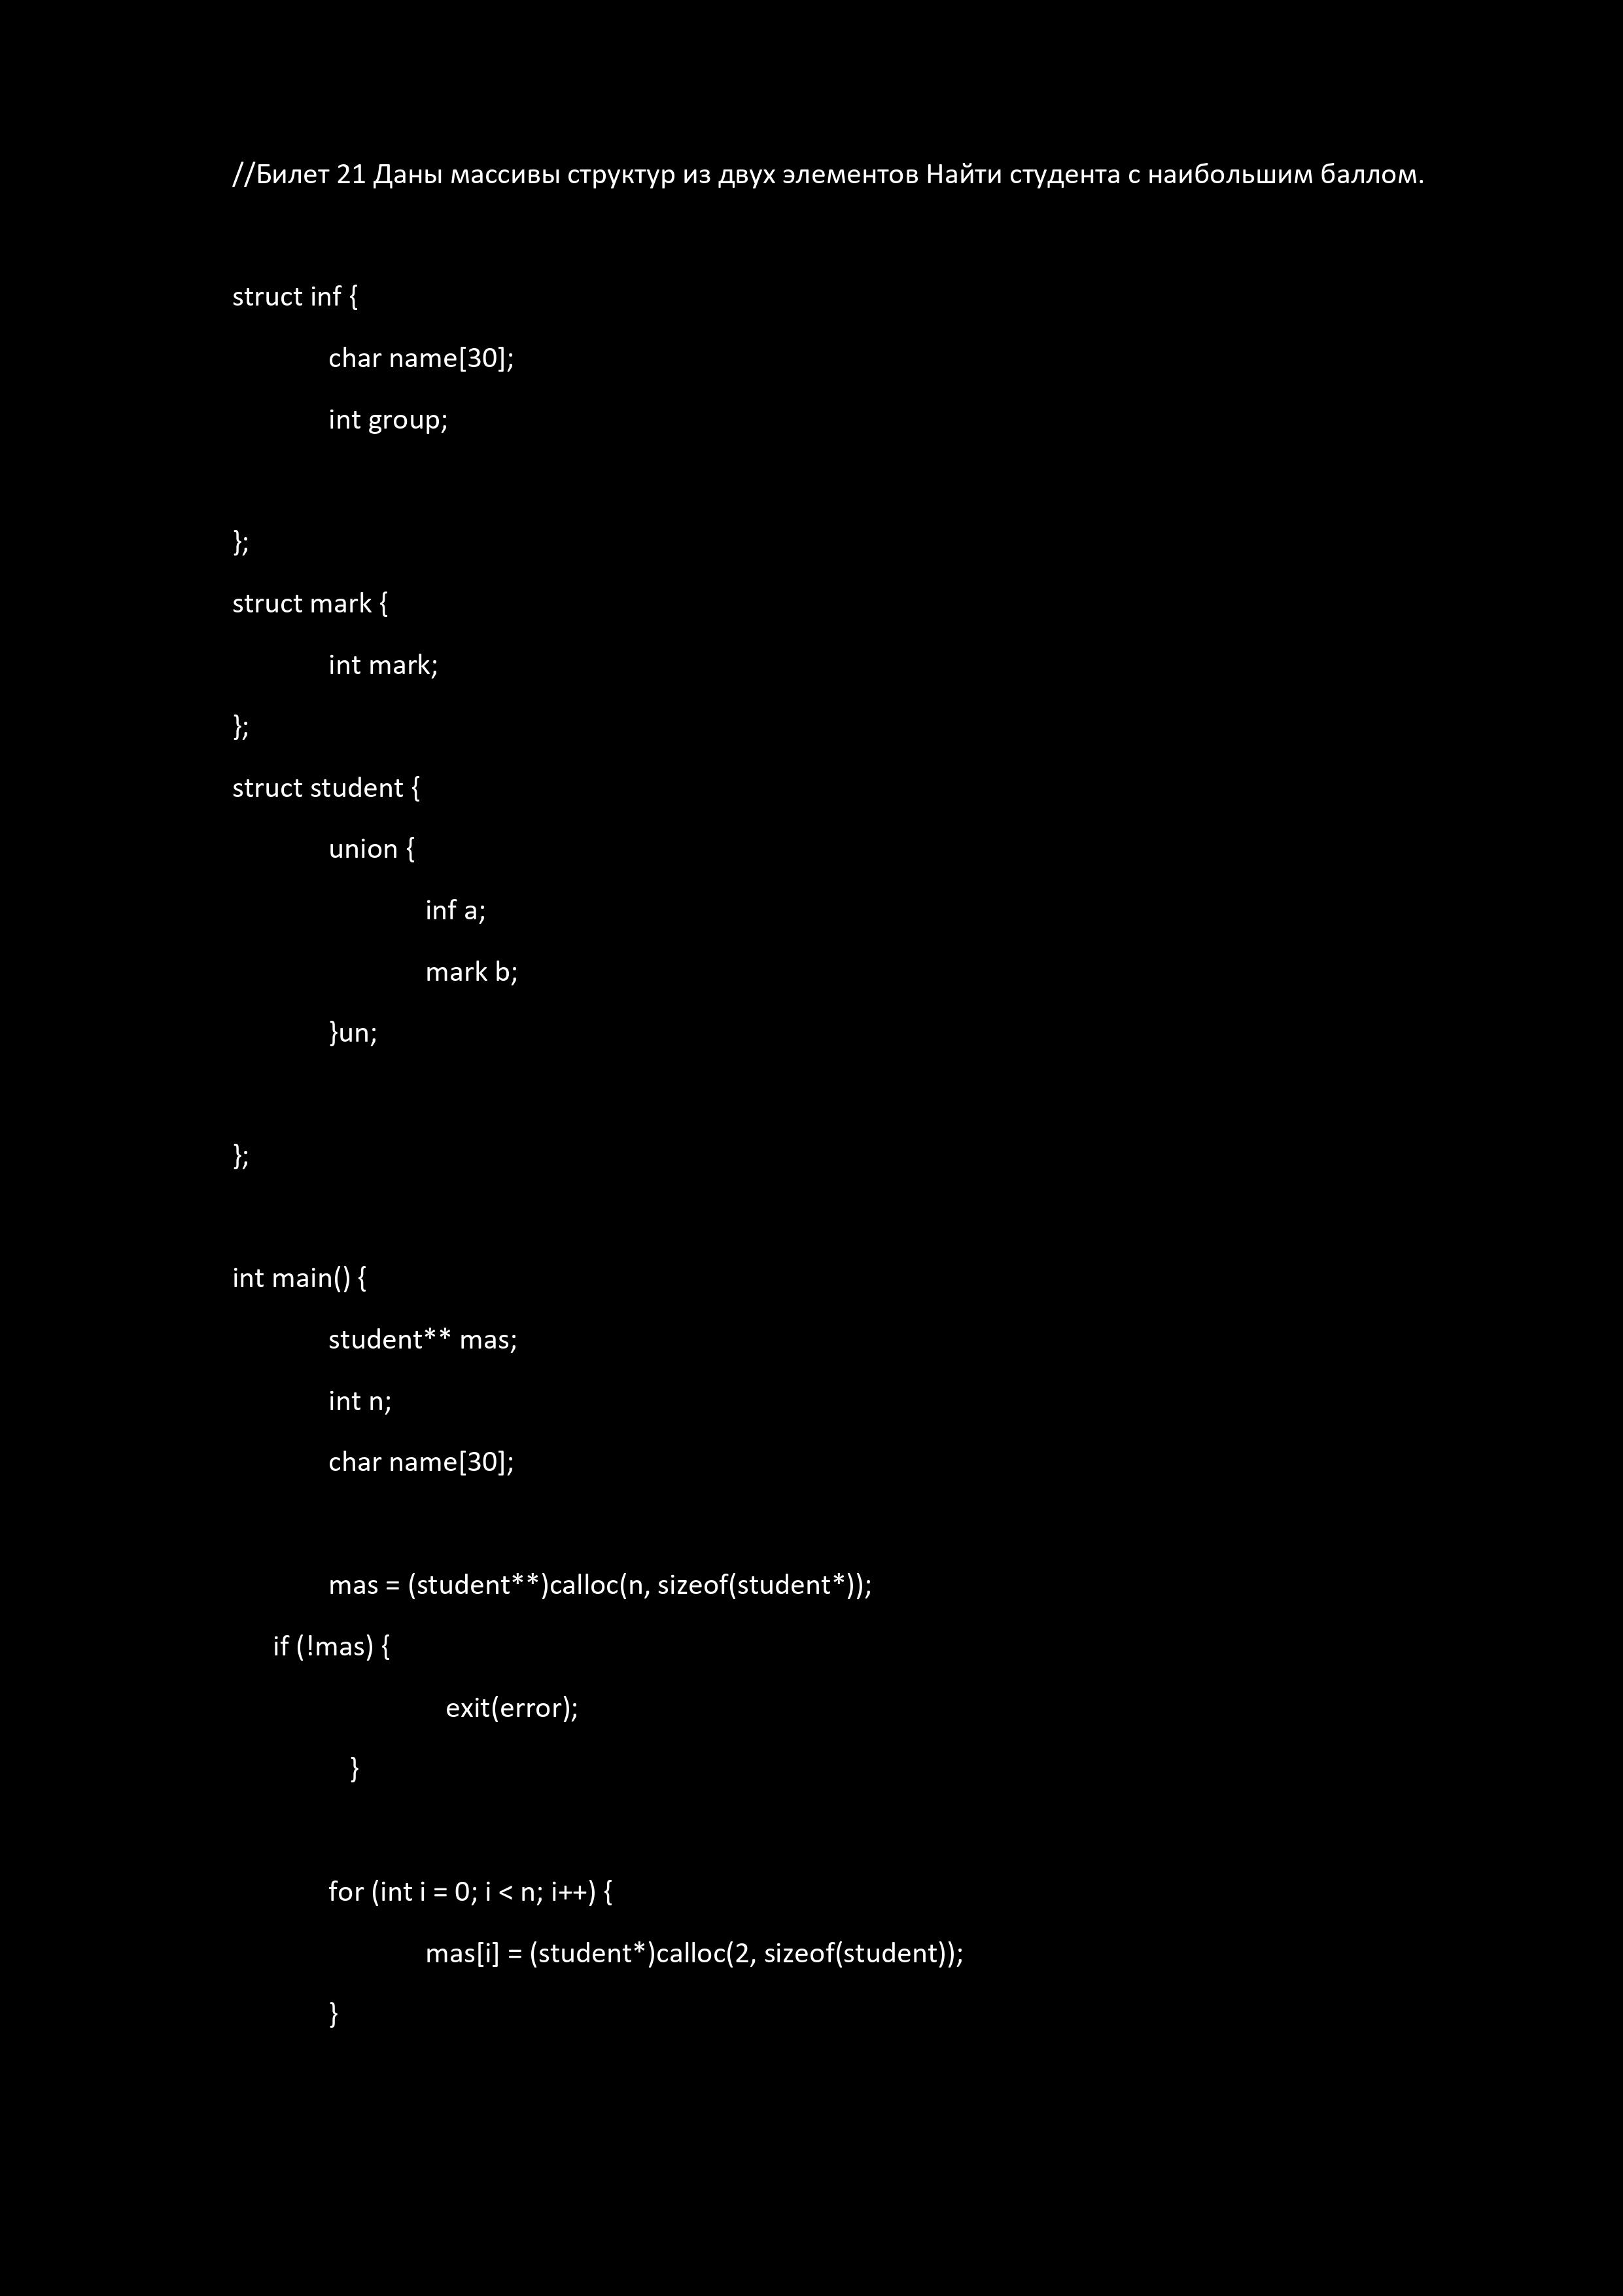 //Билет 21 Даны массивы структур из двух элементов Найти студента с наибольшим баллом.
struct inf {
char name[30];
int group;
};
struct mark {
int mark;
};
struct student {
union {
inf a;
mark b;
}un;
};
int main() {
student** mas;
int n;
char name[30];
mas = (student**)calloc(n, sizeof(student*));
if (!mas) {
exit(error);
}
for (int i = 0; i < n; i++) {
mas[i] = (student*)calloc(2, sizeof(student));
}